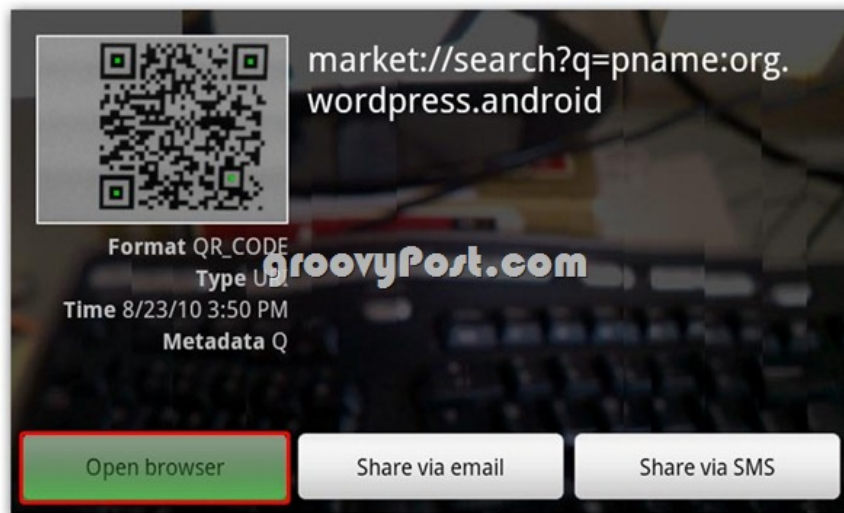 market://search?q=pname:org.
wordpress.android
Format QR_CODE
groovyPost.com
Type U
Time 8/23/10 3:50 PM
Metadata Q
Open browser
Share via email
Share via SMS